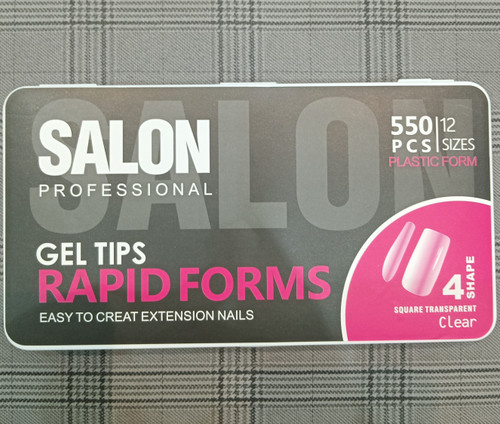 SALON
SALON
PROFESSIONAL
550 PCS 12 SIZES
PLASTIC FORM
GEL TIPS
RAPID FORMS
EASY TO CREAT EXTENSION NAILS
4 SHAPE
SQUARE TRANSPARENT
Clear